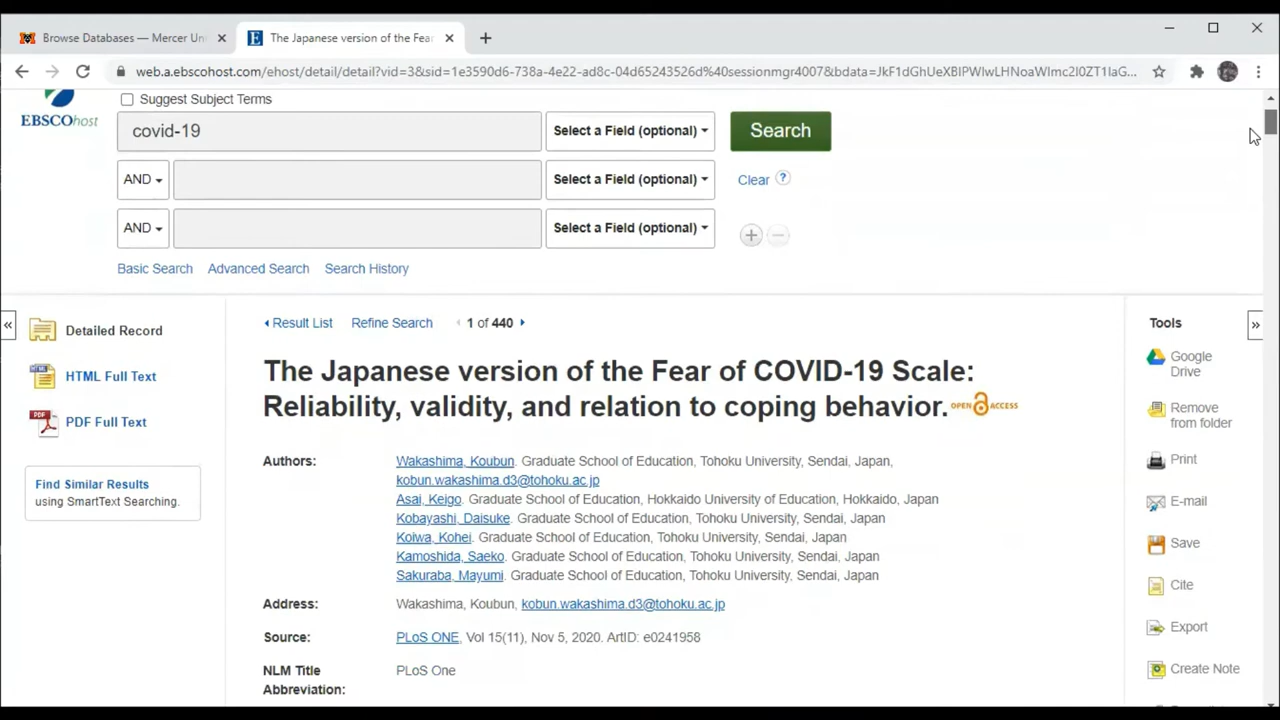 Browse Databases — Mercer Un
The Japanese version of the Fear
web.a.ebscohost.com/ehost/detail/detail?vid=3&sid=1e3590d6-738a-4e22-ad8c-04d65243526d%40sessionmgr4007&bdata=
EBSCOhost
Suggest Subject Terms
covid-19
Select a Field (optional)
Search
AND
Select a Field (optional)
Clear ?
AND
Select a Field (optional)
Basic Search Advanced Search Search History
«
Detailed Record
HTML Full Text
PDF Full Text
Find Similar Results
using SmartText Searching.
Result List Refine Search 1 of 440
The Japanese version of the Fear of COVID-19 Scale:
Reliability, validity, and relation to coping behavior.
OPEN ACCESS
Authors:
Wakashima, Koubun. Graduate School of Education, Tohoku University, Sendai, Japan,
kobun.wakashima.d3@tohoku.ac.jp
Asai, Keigo. Graduate School of Education, Hokkaido University of Education, Hokkaido, Japan
Kobayashi, Daisuke. Graduate School of Education, Tohoku University, Sendai, Japan
Koiwa, Kohei. Graduate School of Education, Tohoku University, Sendai, Japan
Kamoshida, Saeko. Graduate School of Education, Tohoku University, Sendai, Japan
Sakuraba, Mayumi. Graduate School of Education, Tohoku University, Sendai, Japan
Address:
Wakashima, Koubun, kobun.wakashima.d3@tohoku.ac.jp
Source:
PLoS ONE, Vol 15(11), Nov 5, 2020. ArtID: e0241958
NLM Title
Abbreviation:
PLoS One
Tools
»
Google
Drive
Remove
from folder
Print
E-mail
Save
Cite
Export
Create Note